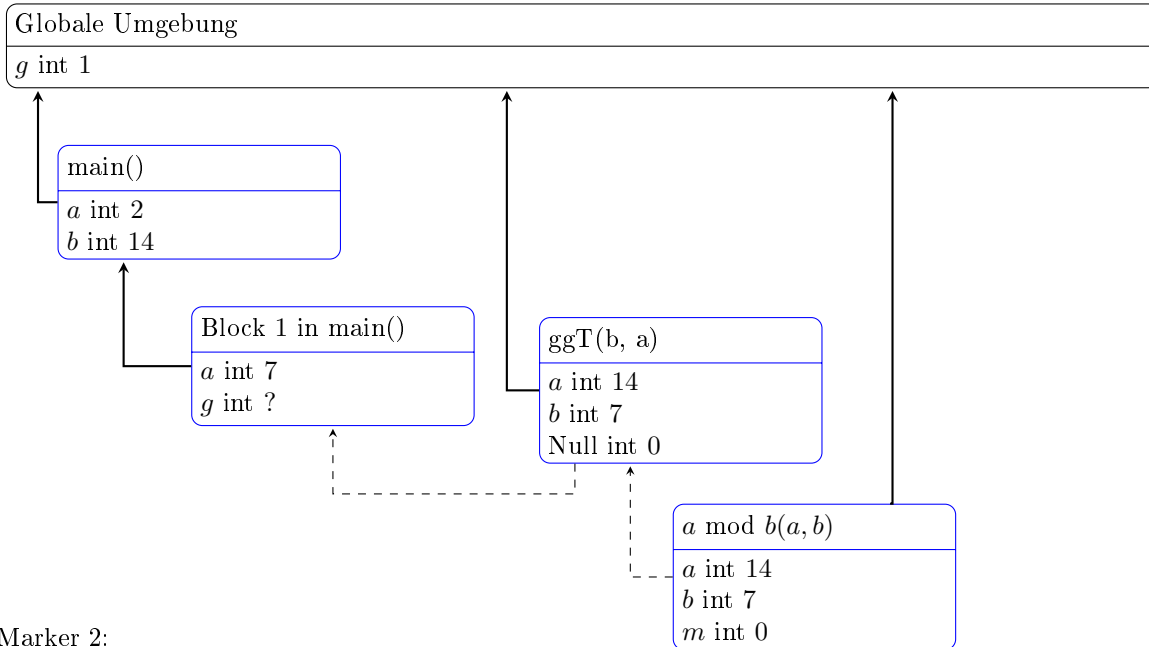 Globale Umgebung
g int 1
main()
a int 2
b int 14
Block 1 in main()
a int 7
g int ?
ggT(b, a)
a int 14
b int 7
Null int 0
a mod b(a, b)
a int 14
b int 7
m int 0
Marker 2: